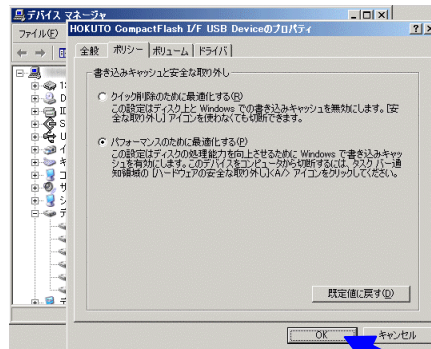 デバイス マネージャ
ファイル(F)
HOKUTO CompactFlash I/F USB Deviceのプロパティ
全般 ポリシー ボリューム ドライバ
書き込みキャッシュと安全な取り外し
クイック削除のために最適化する(R)
この設定はディスク上と Windows での書き込みキャッシュを無効にします。[安
全な取り外し] アイコンを使わなくても切断できます。
パフォーマンスのために最適化する(P)
この設定はディスクの処理能力を向上させるために Windows で書き込みキャッ
シュを有効にします。このデバイスをコンピュータから切断するには、タスク バー通
知領域の [ハードウェアの安全な取り外し]<A/> アイコンをクリックしてください。
既定値に戻す(D)
OK
キャンセル